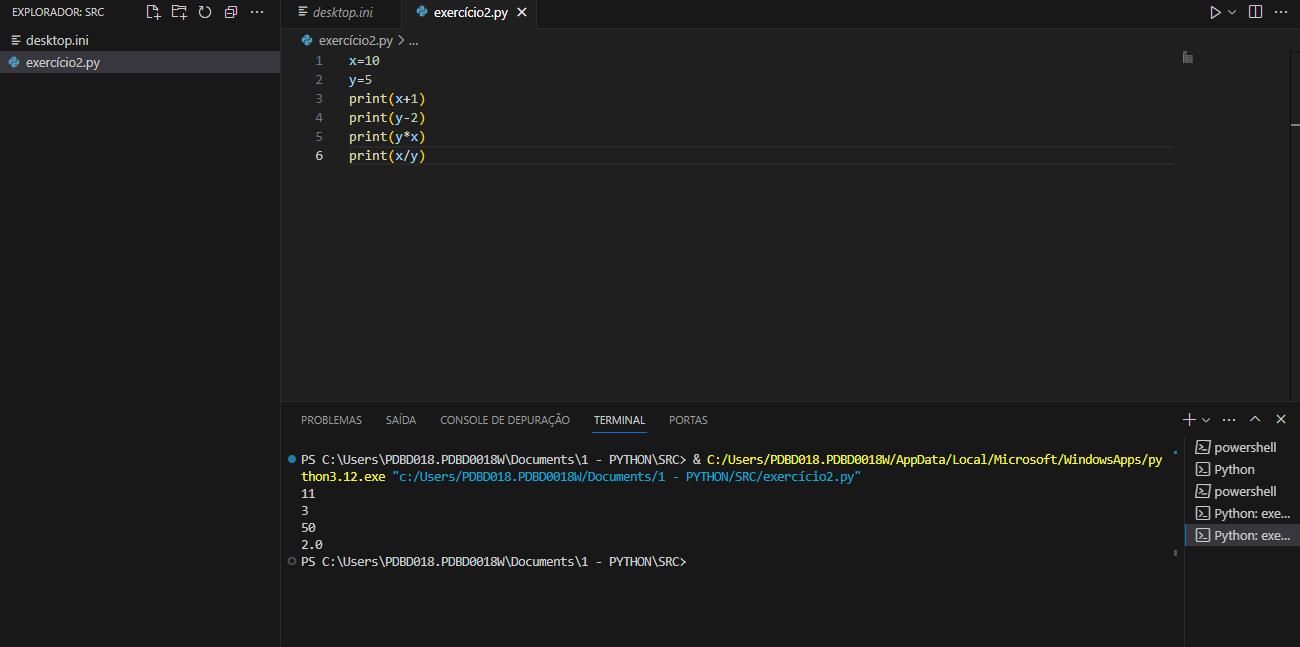 EXPLORADOR: SRC
desktop.ini
exercício2.py
desktop.ini
exercício2.py
exercício2.py > ...
1 x=10
2 y=5
3 print(x+1)
4 print(y-2)
5 print(y*x)
6 print(x/y)
PROBLEMAS SAÍDA CONSOLE DE DEPURAÇÃO TERMINAL PORTAS
PS C:\Users\PDBD018.PDBD0018W\Documents\1 - PYTHON\SRC> & C:/Users/PDBD018.PDBD0018W/AppData/Local/Microsoft/WindowsApps/py
thon3.12.exe "c:/Users/PDBD018.PDBD0018W/Documents/1 - PYTHON/SRC/exercício2.py"
11
3
50
2.0
PS C:\Users\PDBD018.PDBD0018W\Documents\1 - PYTHON\SRC>
powershell
Python
powershell
Python: exe...
Python: exe...